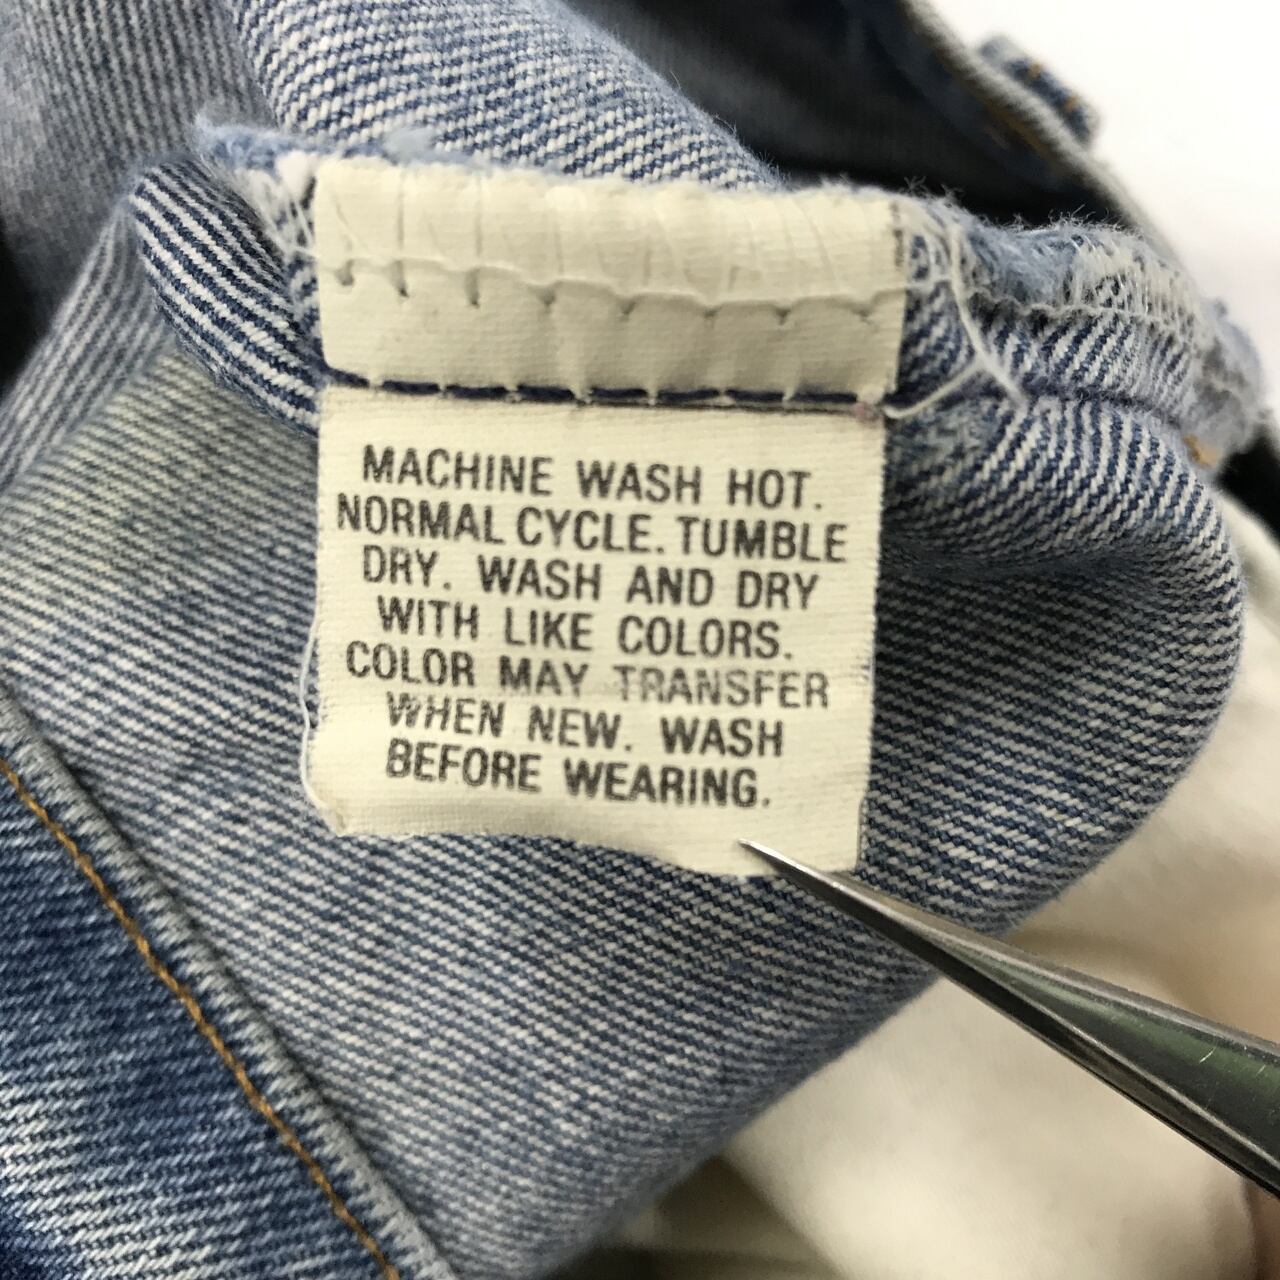 MACHINE WASH HOT.
NORMAL CYCLE. TUMBLE
DRY. WASH AND DRY
WITH LIKE COLORS.
COLOR MAY TRANSFER
WHEN NEW. WASH
BEFORE WEARING.